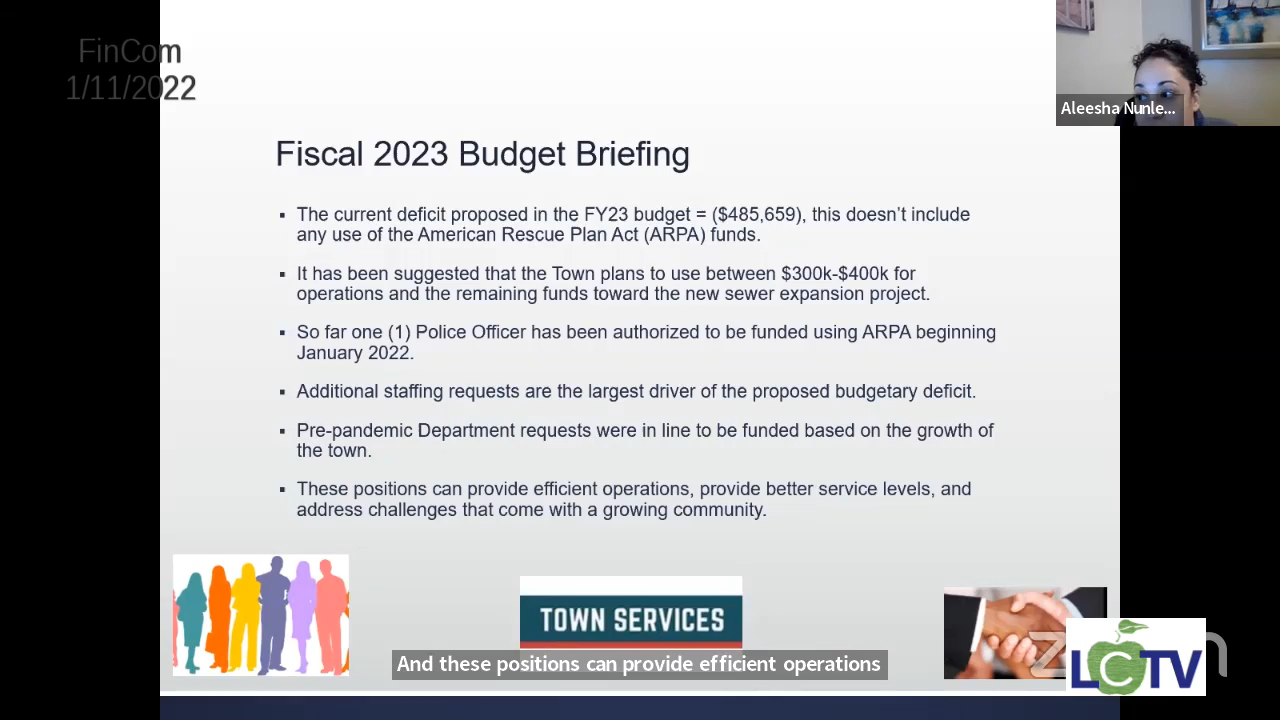 FinCom
1/11/2022
Aleesha Nunle...
Fiscal 2023 Budget Briefing
▪ The current deficit proposed in the FY23 budget = ($485,659), this doesn’t include
any use of the American Rescue Plan Act (ARPA) funds.
▪ It has been suggested that the Town plans to use between $300k-$400k for
operations and the remaining funds toward the new sewer expansion project.
▪ So far one (1) Police Officer has been authorized to be funded using ARPA beginning
January 2022.
▪ Additional staffing requests are the largest driver of the proposed budgetary deficit.
▪ Pre-pandemic Department requests were in line to be funded based on the growth of
the town.
▪ These positions can provide efficient operations, provide better service levels, and
address challenges that come with a growing community.
TOWN SERVICES
And these positions can provide efficient operations
LCTV